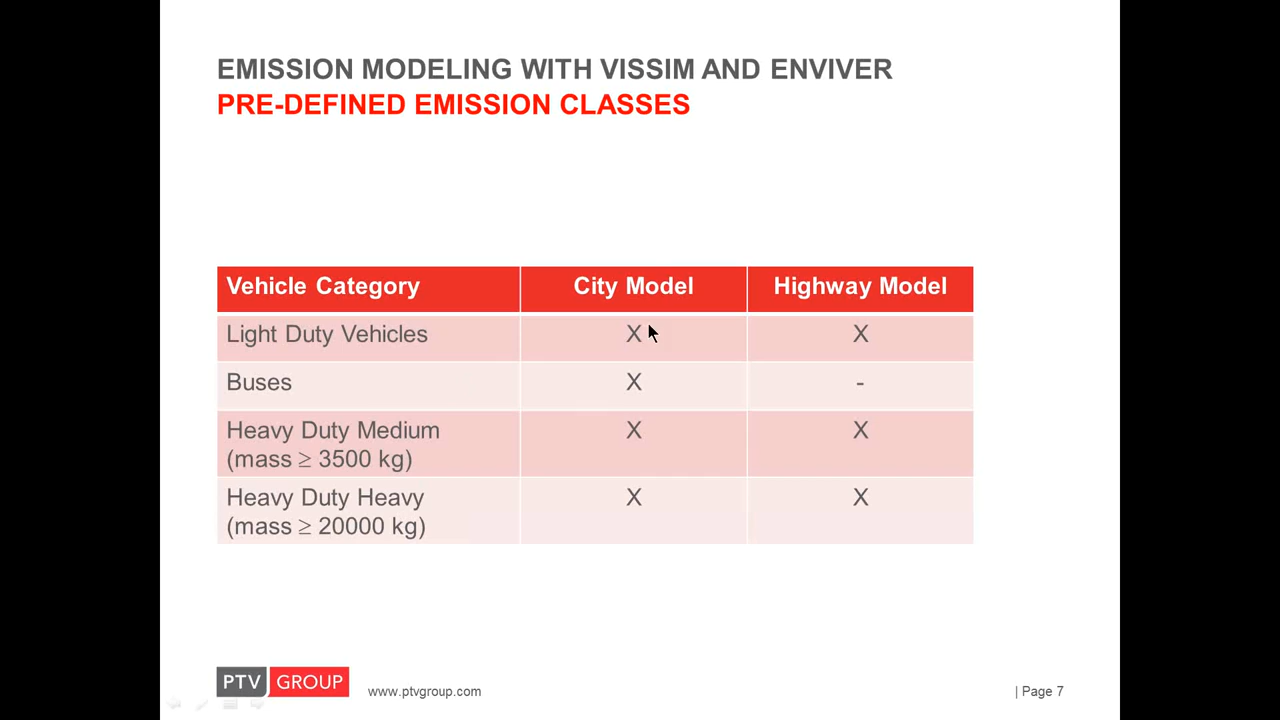 EMISSION MODELING WITH VISSIM AND ENVIVER
PRE-DEFINED EMISSION CLASSES
Vehicle Category City Model Highway Model
Light Duty Vehicles X X
Buses X -
Heavy Duty Medium X X
(mass ≥ 3500 kg)
Heavy Duty Heavy X X
(mass ≥ 20000 kg)
PTV GROUP www.ptvgroup.com | Page 7